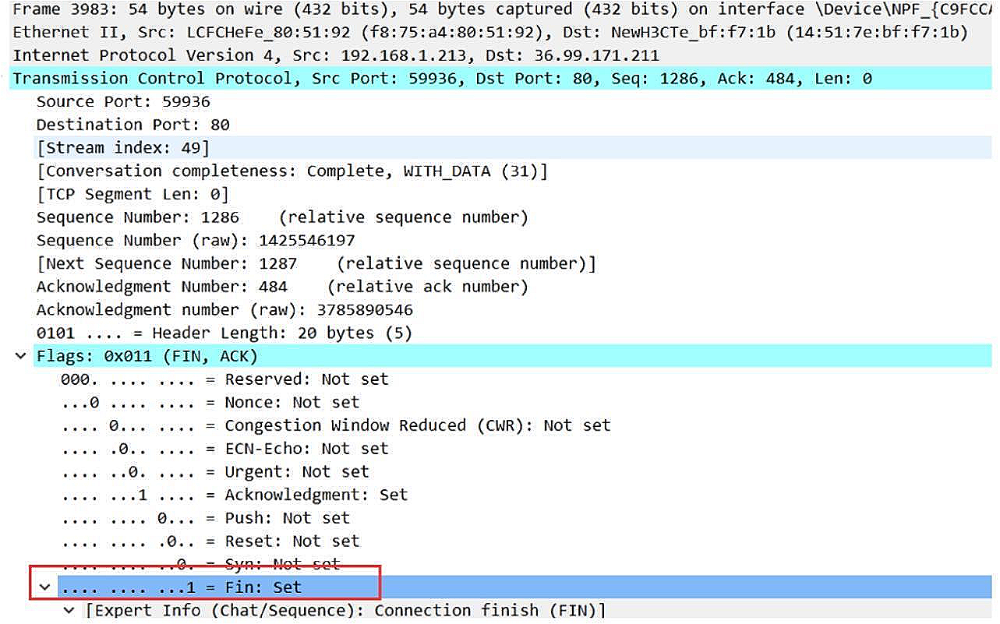 Frame 3983: 54 bytes on wire (432 bits), 54 bytes captured (432 bits) on interface \Device\NPF_{C9FCCA
Ethernet II, Src: LCFCHeFe_80:51:92 (f8:75:a4:80:51:92), Dst: NewH3CTe_bf:f7:1b (14:51:7e:bf:f7:1b)
Internet Protocol Version 4, Src: 192.168.1.213, Dst: 36.99.171.211
Transmission Control Protocol, Src Port: 59936, Dst Port: 80, Seq: 1286, Ack: 484, Len: 0
Source Port: 59936
Destination Port: 80
[Stream index: 49]
[Conversation completeness: Complete, WITH_DATA (31)]
[TCP Segment Len: 0]
Sequence Number: 1286    (relative sequence number)
Sequence Number (raw): 1425546197
[Next Sequence Number: 1287    (relative sequence number)]
Acknowledgment Number: 484    (relative ack number)
Acknowledgment number (raw): 3785890546
0101 .... = Header Length: 20 bytes (5)
Flags: 0x011 (FIN, ACK)
000. .... .... = Reserved: Not set
...0 .... .... = Nonce: Not set
.... 0... .... = Congestion Window Reduced (CWR): Not set
.... .0.. .... = ECN-Echo: Not set
.... ..0. .... = Urgent: Not set
.... ...1 .... = Acknowledgment: Set
.... .... 0... = Push: Not set
.... .... .0.. = Reset: Not set
.... .... ..0. = Syn: Not set
.... .... ...1 = Fin: Set
[Expert Info (Chat/Sequence): Connection finish (FIN)]